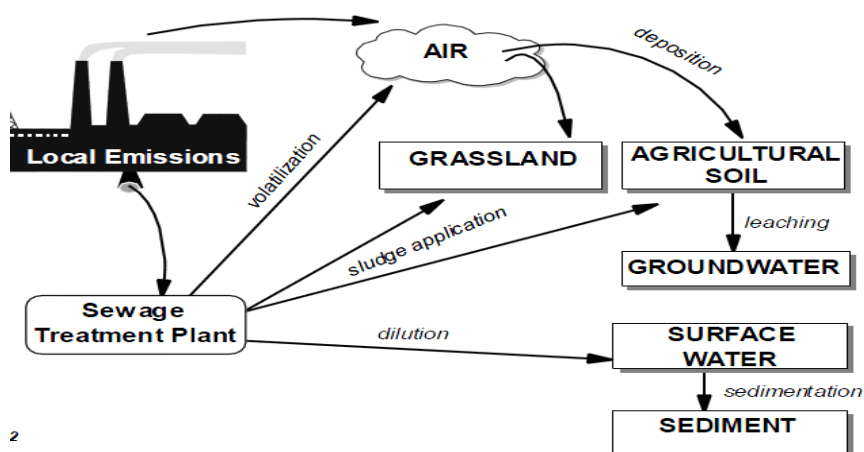 AIR
deposition
Local Emissions
volatilization
GRASSLAND
AGRICULTURAL
SOIL
sludge application
leaching
GROUNDWATER
Sewage
Treatment Plant
dilution
SURFACE
WATER
sedimentation
SEDIMENT
2